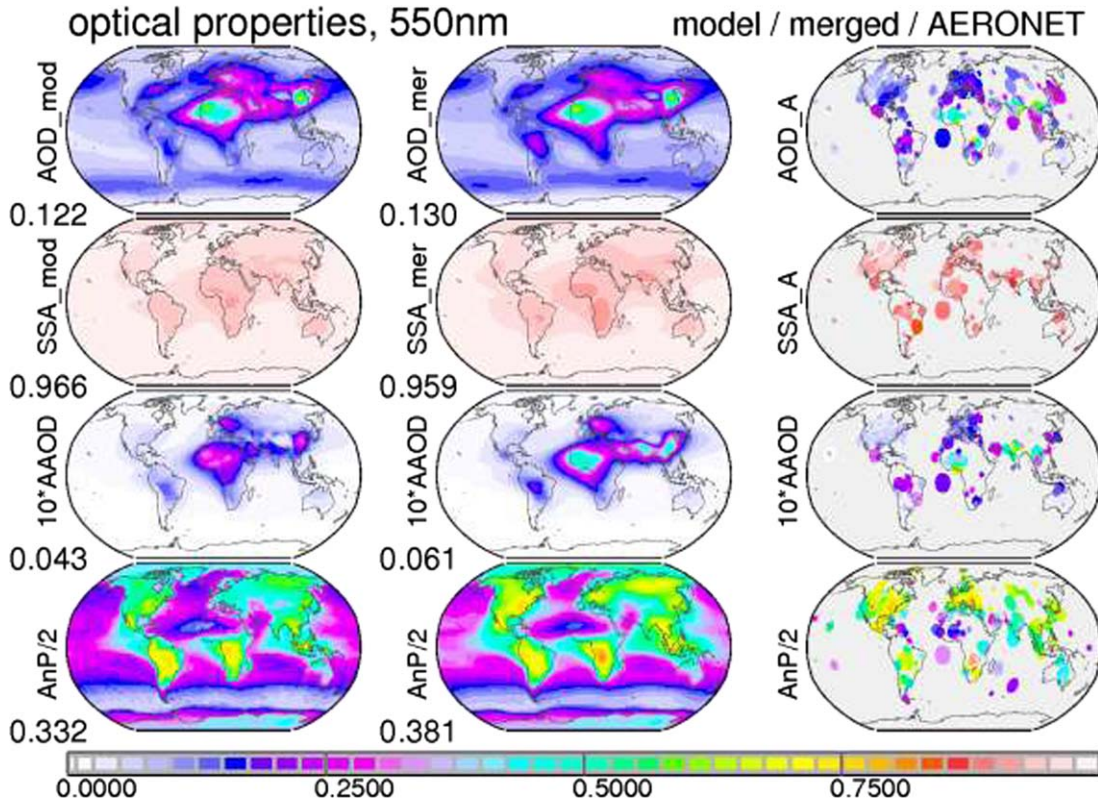 optical properties, 550nm
model / merged / AERONET
AOD_mod
AOD_mer
AOD_A
0.122
0.130
SSA_mod
SSA_mer
SSA_A
0.966
0.959
10*AAOD
10*AAOD
10*AAOD
0.043
0.061
AnP/2
AnP/2
AnP/2
0.332
0.381
0.0000
0.2500
0.5000
0.7500